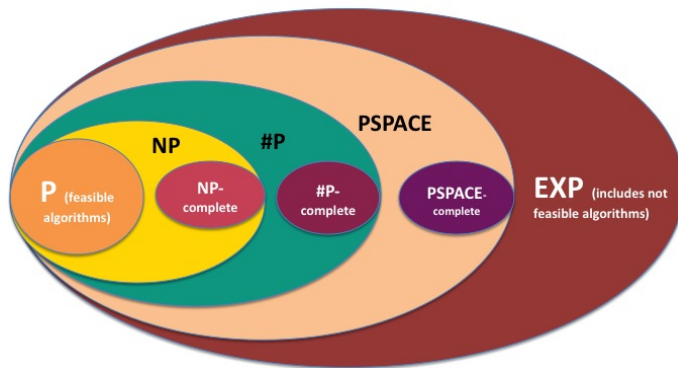 PSPACE
NP
#P
P (feasible
algorithms)
NP-
complete
#P-
complete
PSPACE-
complete
EXP (includes not
feasible algorithms)